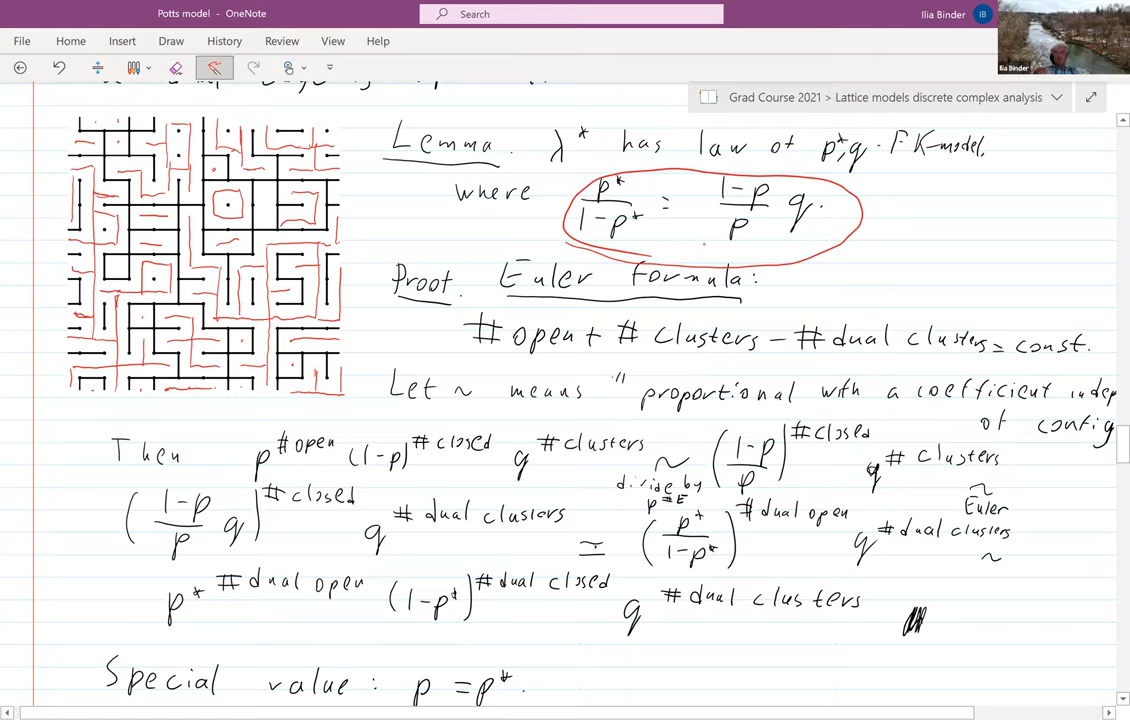 Potts model - OneNote
Search
Ilia Binder
IB
File Home Insert Draw History Review View Help
Ilia Binder
Grad Course 2021 > Lattice models discrete complex analysis
Lemma. λ* has law of p*,q - FK-model,
where p*/(1-p*) = (1-p)/p q.
Proof. Euler formula:
# open + # clusters - # dual clusters = const.
Let ~ means "proportional with a coefficient indep
of config
Then p^#open (1-p)^#closed q^#clusters ~ ((1-p)/p)^#closed q^# clusters ~
divide by p^#E
Euler
((1-p)/p q)^#closed q^# dual clusters ≃ (p*/(1-p*))^# dual open q^# dual clusters ~
p*^# dual open (1-p*)^# dual closed q^# dual clusters
Special value: p = p*.